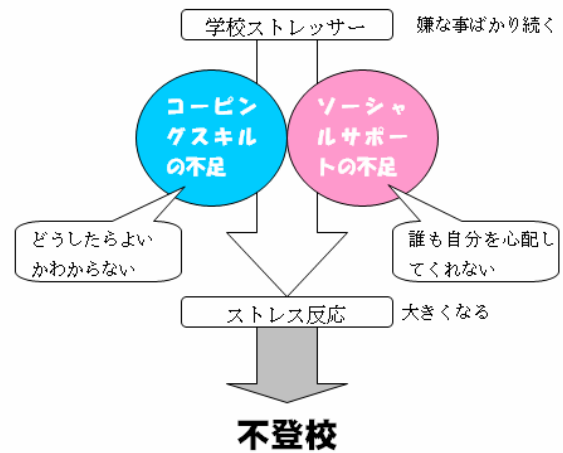 学校ストレッサー
嫌な事ばかり続く
コーピン
グスキル
の不足
ソーシャ
ルサポー
トの不足
どうしたらよい
かわからない
誰も自分を心配し
てくれない
ストレス反応
大きくなる
不登校